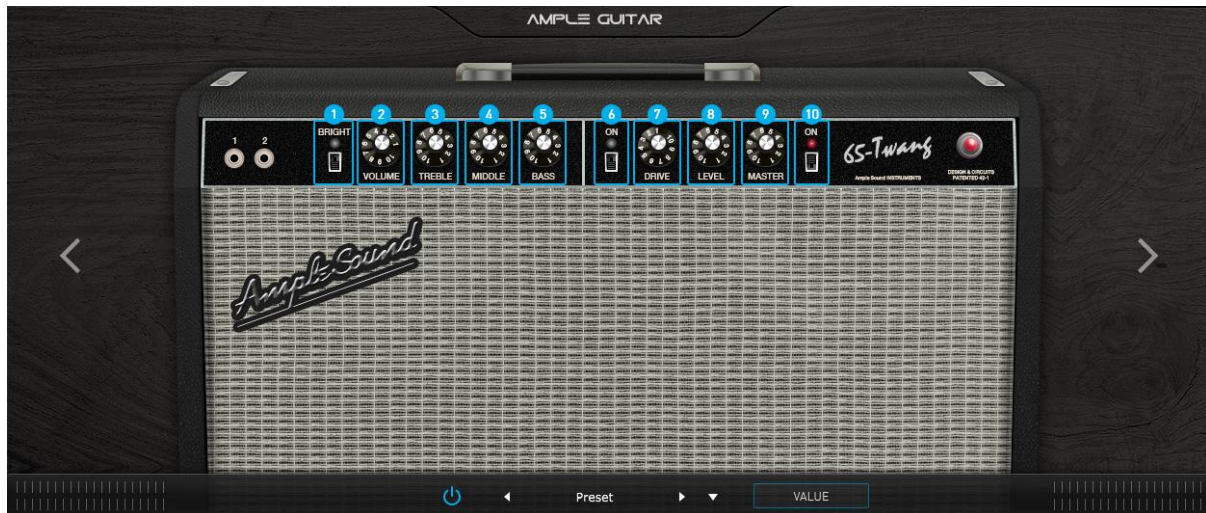 AMPLE GUITAR
1 2 3 4 5 6 7 8 9 10
1 2
BRIGHT
ON
ON
VOLUME TREBLE MIDDLE BASS
DRIVE LEVEL MASTER
65-Twang
Ample Sound INSTRUMENTS
DESIGN & CIRCUITS
PATENTED 49-1
Ample Sound
Preset
VALUE